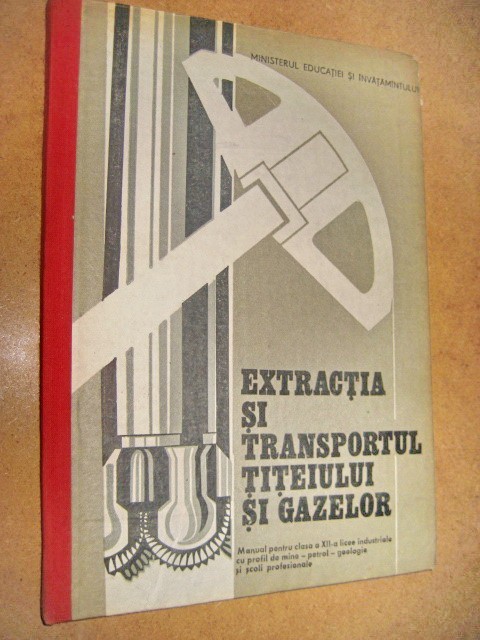 MINISTERUL EDUCAȚIEI ȘI ÎNVĂȚĂMÎNTULUI
EXTRACȚIA
ȘI
TRANSPORTUL
ȚIȚEIULUI
ȘI GAZELOR
Manual pentru clasa a XII-a licee industriale
cu profil de mine - petrol - geologie
și școli profesionale